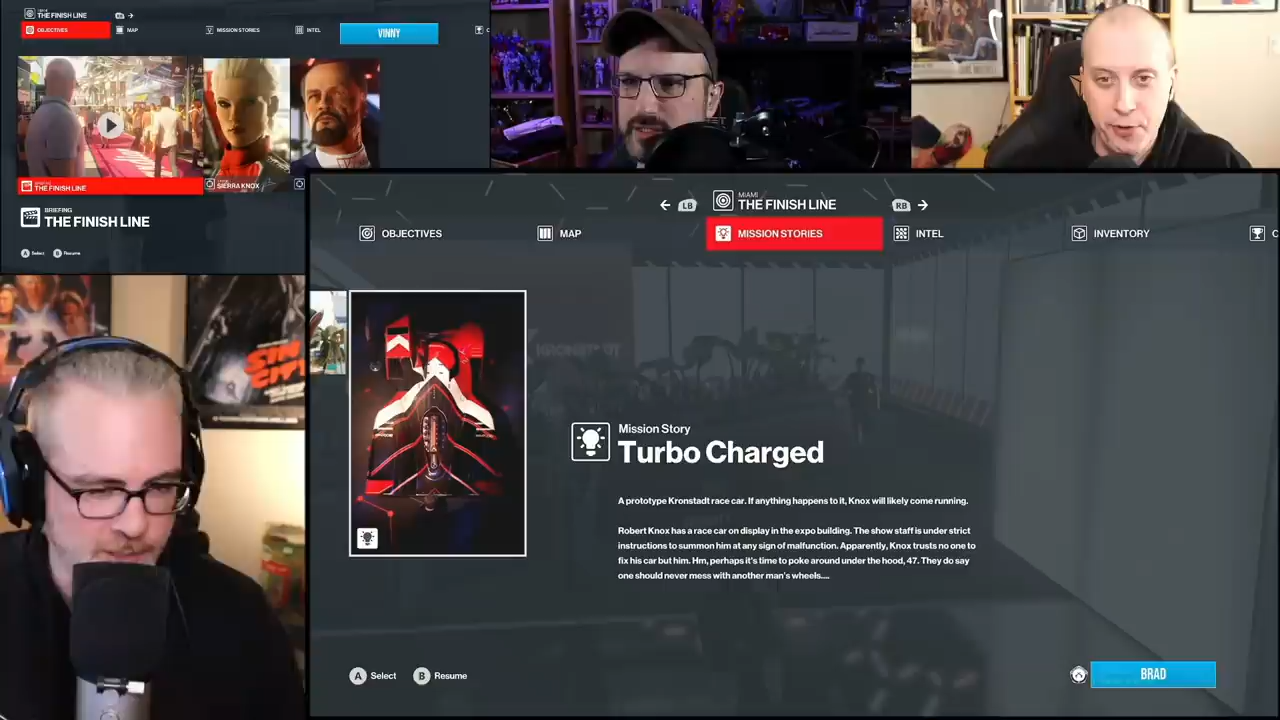 THE FINISH LINE
OBJECTIVES
MAP
MISSION STORIES
INTEL
VINNY
THE FINISH LINE
SIERRA KNOX
BRIEFING
THE FINISH LINE
A Select B Resume
SIN
CITY
LB
MIAMI
THE FINISH LINE
RB
OBJECTIVES
MAP
MISSION STORIES
INTEL
INVENTORY
C
Mission Story
Turbo Charged
A prototype Kronstadt race car. If anything happens to it, Knox will likely come running.
Robert Knox has a race car on display in the expo building. The show staff is under strict
instructions to summon him at any sign of malfunction. Apparently, Knox trusts no one to
fix his car but him. Hm, perhaps it's time to poke around under the hood, 47. They do say
one should never mess with another man's wheels....
A Select B Resume
BRAD